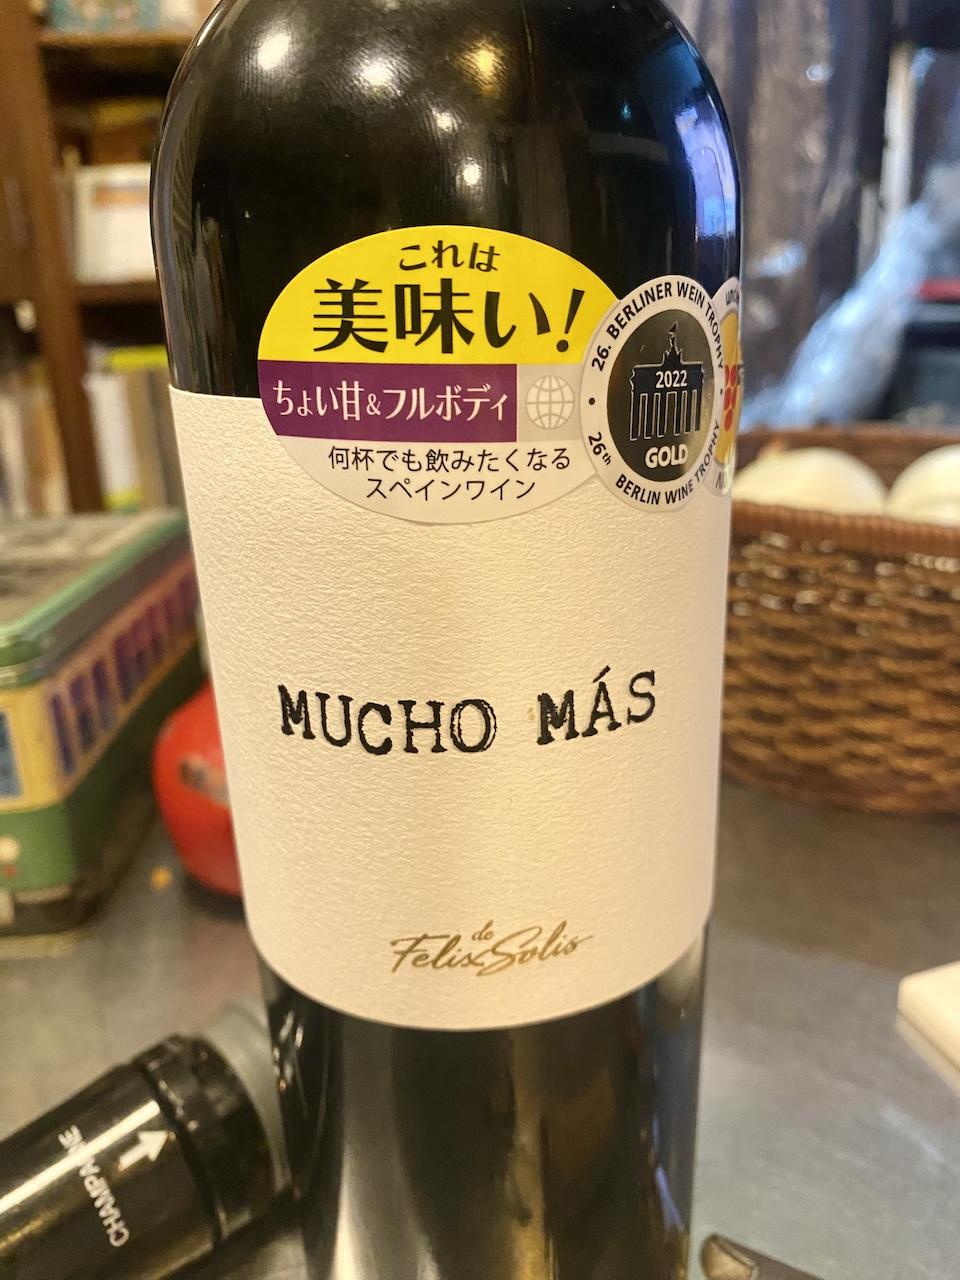 これは
美味い!
ちょい甘&フルボディ
何杯でも飲みたくなる
スペインワイン
26. BERLINER WEIN TROPHY
2022
GOLD
26th BERLIN WINE TROPHY
MUCHO MÁS
de
Felix Solis
CHAMPAGNE